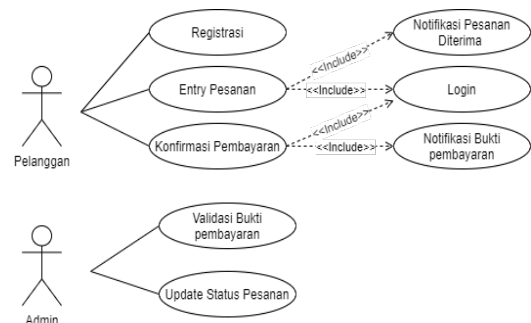 Registrasi
Notifikasi Pesanan
Diterima
<<Include>>
Entry Pesanan
<<Include>>
Login
<<Include>>
Pelanggan
Konfirmasi Pembayaran
<<Include>>
Notifikasi Bukti
pembayaran
Validasi Bukti
pembayaran
Update Status Pesanan
Admin